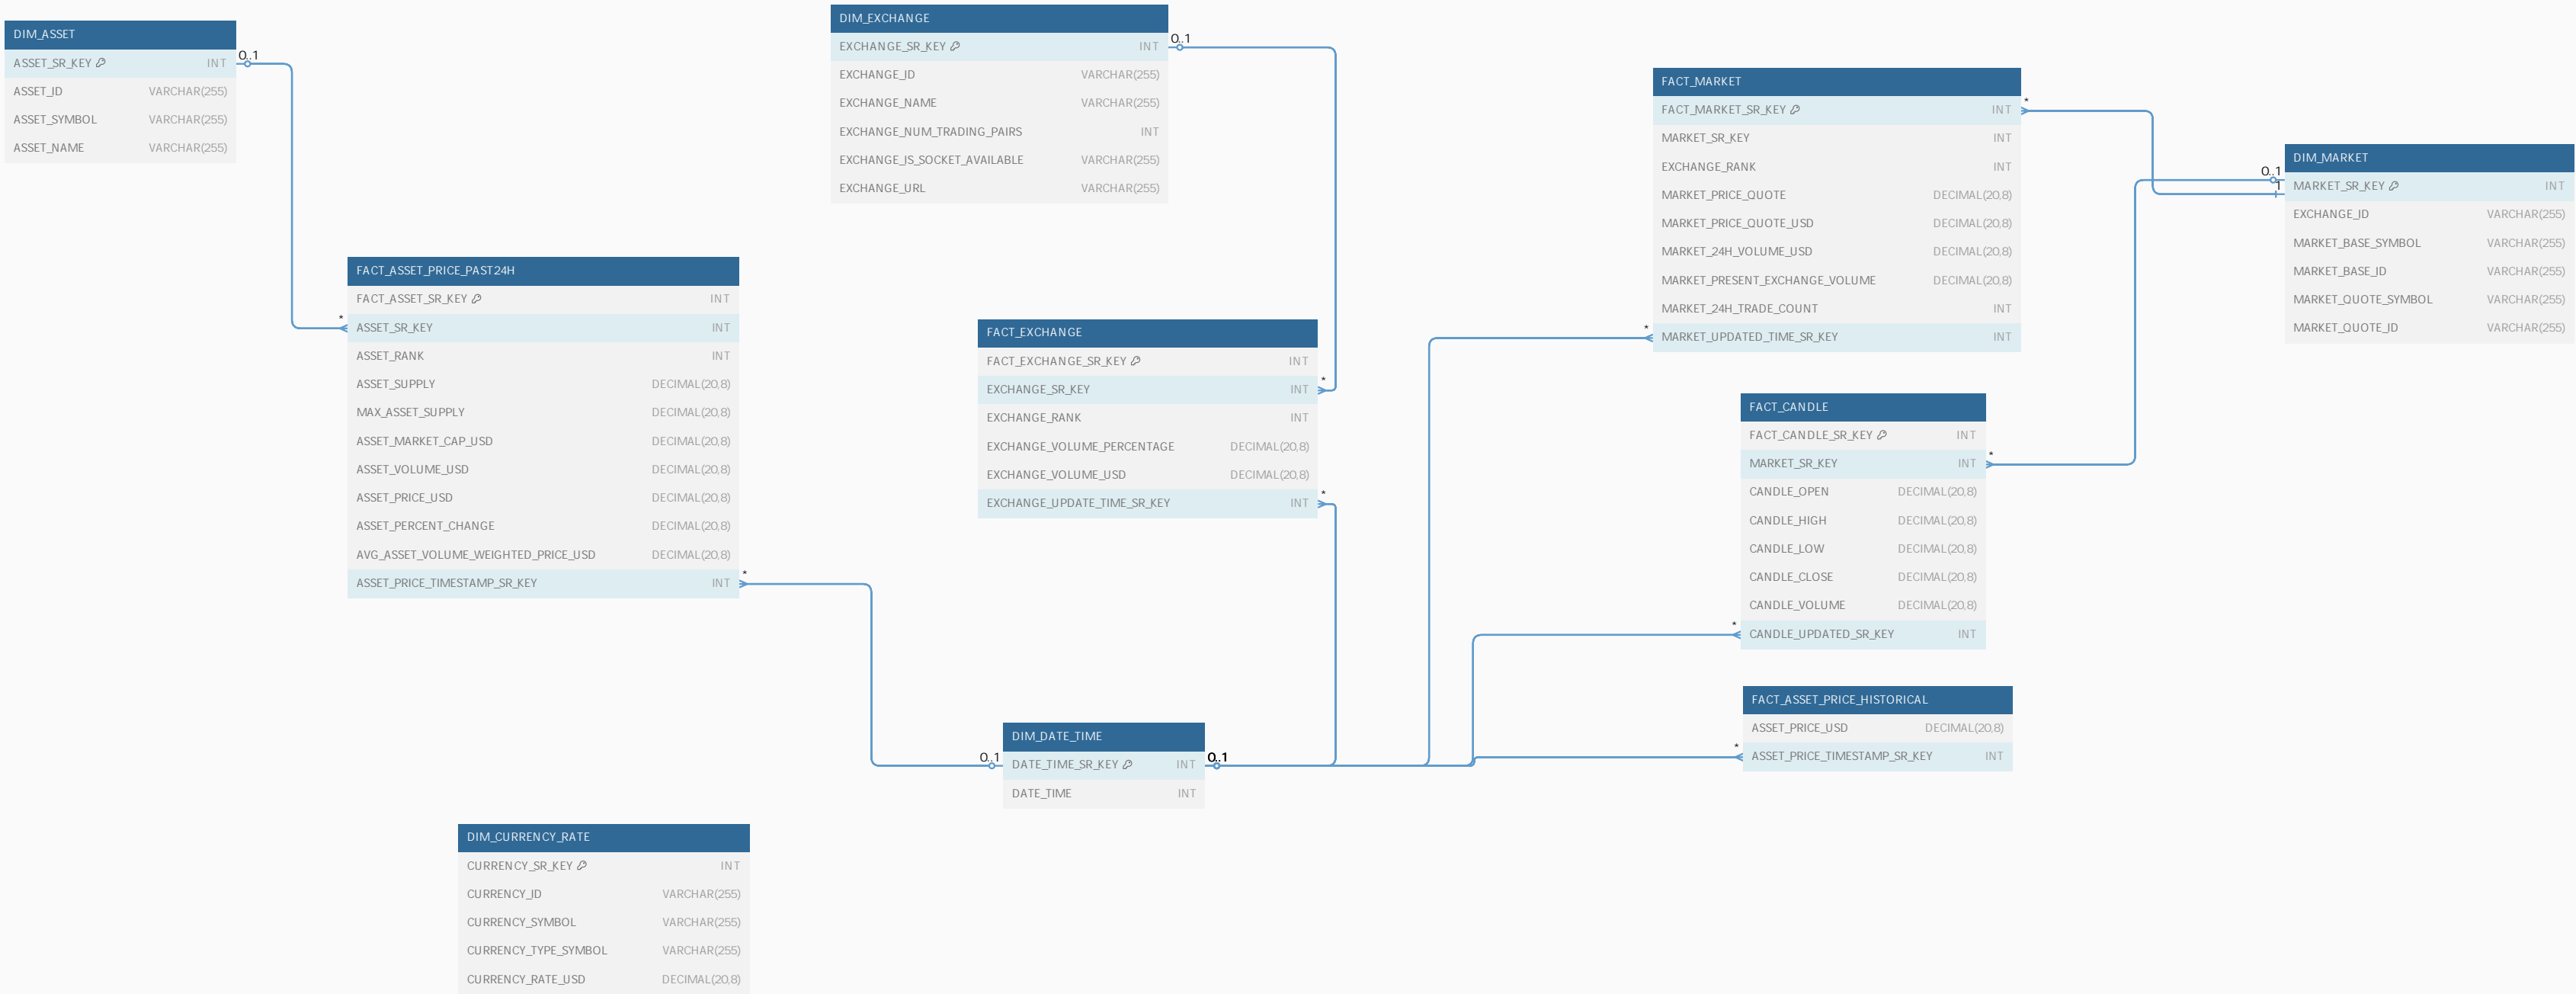 DIM_ASSET
ASSET_SR_KEY INT
ASSET_ID VARCHAR(255)
ASSET_SYMBOL VARCHAR(255)
ASSET_NAME VARCHAR(255)
0..1
*
FACT_ASSET_PRICE_PAST24H
FACT_ASSET_SR_KEY INT
ASSET_SR_KEY INT
ASSET_RANK INT
ASSET_SUPPLY DECIMAL(20,8)
MAX_ASSET_SUPPLY DECIMAL(20,8)
ASSET_MARKET_CAP_USD DECIMAL(20,8)
ASSET_VOLUME_USD DECIMAL(20,8)
ASSET_PRICE_USD DECIMAL(20,8)
ASSET_PERCENT_CHANGE DECIMAL(20,8)
AVG_ASSET_VOLUME_WEIGHTED_PRICE_USD DECIMAL(20,8)
ASSET_PRICE_TIMESTAMP_SR_KEY INT
*
DIM_EXCHANGE
EXCHANGE_SR_KEY INT
EXCHANGE_ID VARCHAR(255)
EXCHANGE_NAME VARCHAR(255)
EXCHANGE_NUM_TRADING_PAIRS INT
EXCHANGE_IS_SOCKET_AVAILABLE VARCHAR(255)
EXCHANGE_URL VARCHAR(255)
0..1
FACT_EXCHANGE
FACT_EXCHANGE_SR_KEY INT
EXCHANGE_SR_KEY INT
*
EXCHANGE_RANK INT
EXCHANGE_VOLUME_PERCENTAGE DECIMAL(20,8)
EXCHANGE_VOLUME_USD DECIMAL(20,8)
EXCHANGE_UPDATE_TIME_SR_KEY INT
*
DIM_DATE_TIME
0..1
DATE_TIME_SR_KEY INT
0..1
DATE_TIME INT
DIM_CURRENCY_RATE
CURRENCY_SR_KEY INT
CURRENCY_ID VARCHAR(255)
CURRENCY_SYMBOL VARCHAR(255)
CURRENCY_TYPE_SYMBOL VARCHAR(255)
CURRENCY_RATE_USD DECIMAL(20,8)
FACT_MARKET
FACT_MARKET_SR_KEY INT
*
MARKET_SR_KEY INT
EXCHANGE_RANK INT
MARKET_PRICE_QUOTE DECIMAL(20,8)
MARKET_PRICE_QUOTE_USD DECIMAL(20,8)
MARKET_24H_VOLUME_USD DECIMAL(20,8)
MARKET_PRESENT_EXCHANGE_VOLUME DECIMAL(20,8)
MARKET_24H_TRADE_COUNT INT
*
MARKET_UPDATED_TIME_SR_KEY INT
DIM_MARKET
0..1
1
MARKET_SR_KEY INT
EXCHANGE_ID VARCHAR(255)
MARKET_BASE_SYMBOL VARCHAR(255)
MARKET_BASE_ID VARCHAR(255)
MARKET_QUOTE_SYMBOL VARCHAR(255)
MARKET_QUOTE_ID VARCHAR(255)
FACT_CANDLE
FACT_CANDLE_SR_KEY INT
MARKET_SR_KEY INT
*
CANDLE_OPEN DECIMAL(20,8)
CANDLE_HIGH DECIMAL(20,8)
CANDLE_LOW DECIMAL(20,8)
CANDLE_CLOSE DECIMAL(20,8)
CANDLE_VOLUME DECIMAL(20,8)
*
CANDLE_UPDATED_SR_KEY INT
FACT_ASSET_PRICE_HISTORICAL
ASSET_PRICE_USD DECIMAL(20,8)
*
ASSET_PRICE_TIMESTAMP_SR_KEY INT